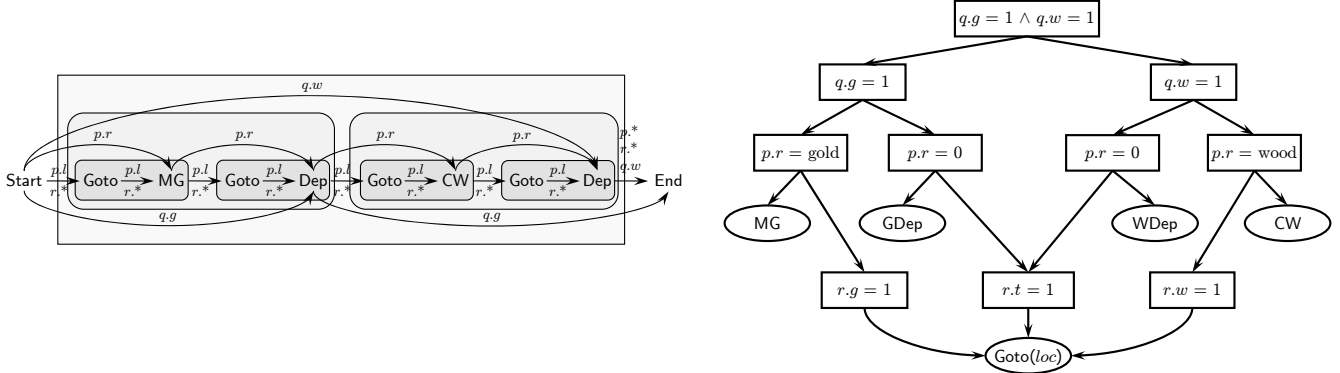 q.w
p.r p.r p.r p.r
p.*
r.*
q.w
p.l p.l p.l p.l p.l p.l p.l p.l
Start Goto MG Goto Dep Goto CW Goto Dep End
r.* r.* r.* r.* r.* r.* r.* r.*
q.g q.g
q.g = 1 ∧ q.w = 1
q.g = 1 q.w = 1
p.r = gold p.r = 0 p.r = 0 p.r = wood
MG GDep WDep CW
r.g = 1 r.t = 1 r.w = 1
Goto(loc)